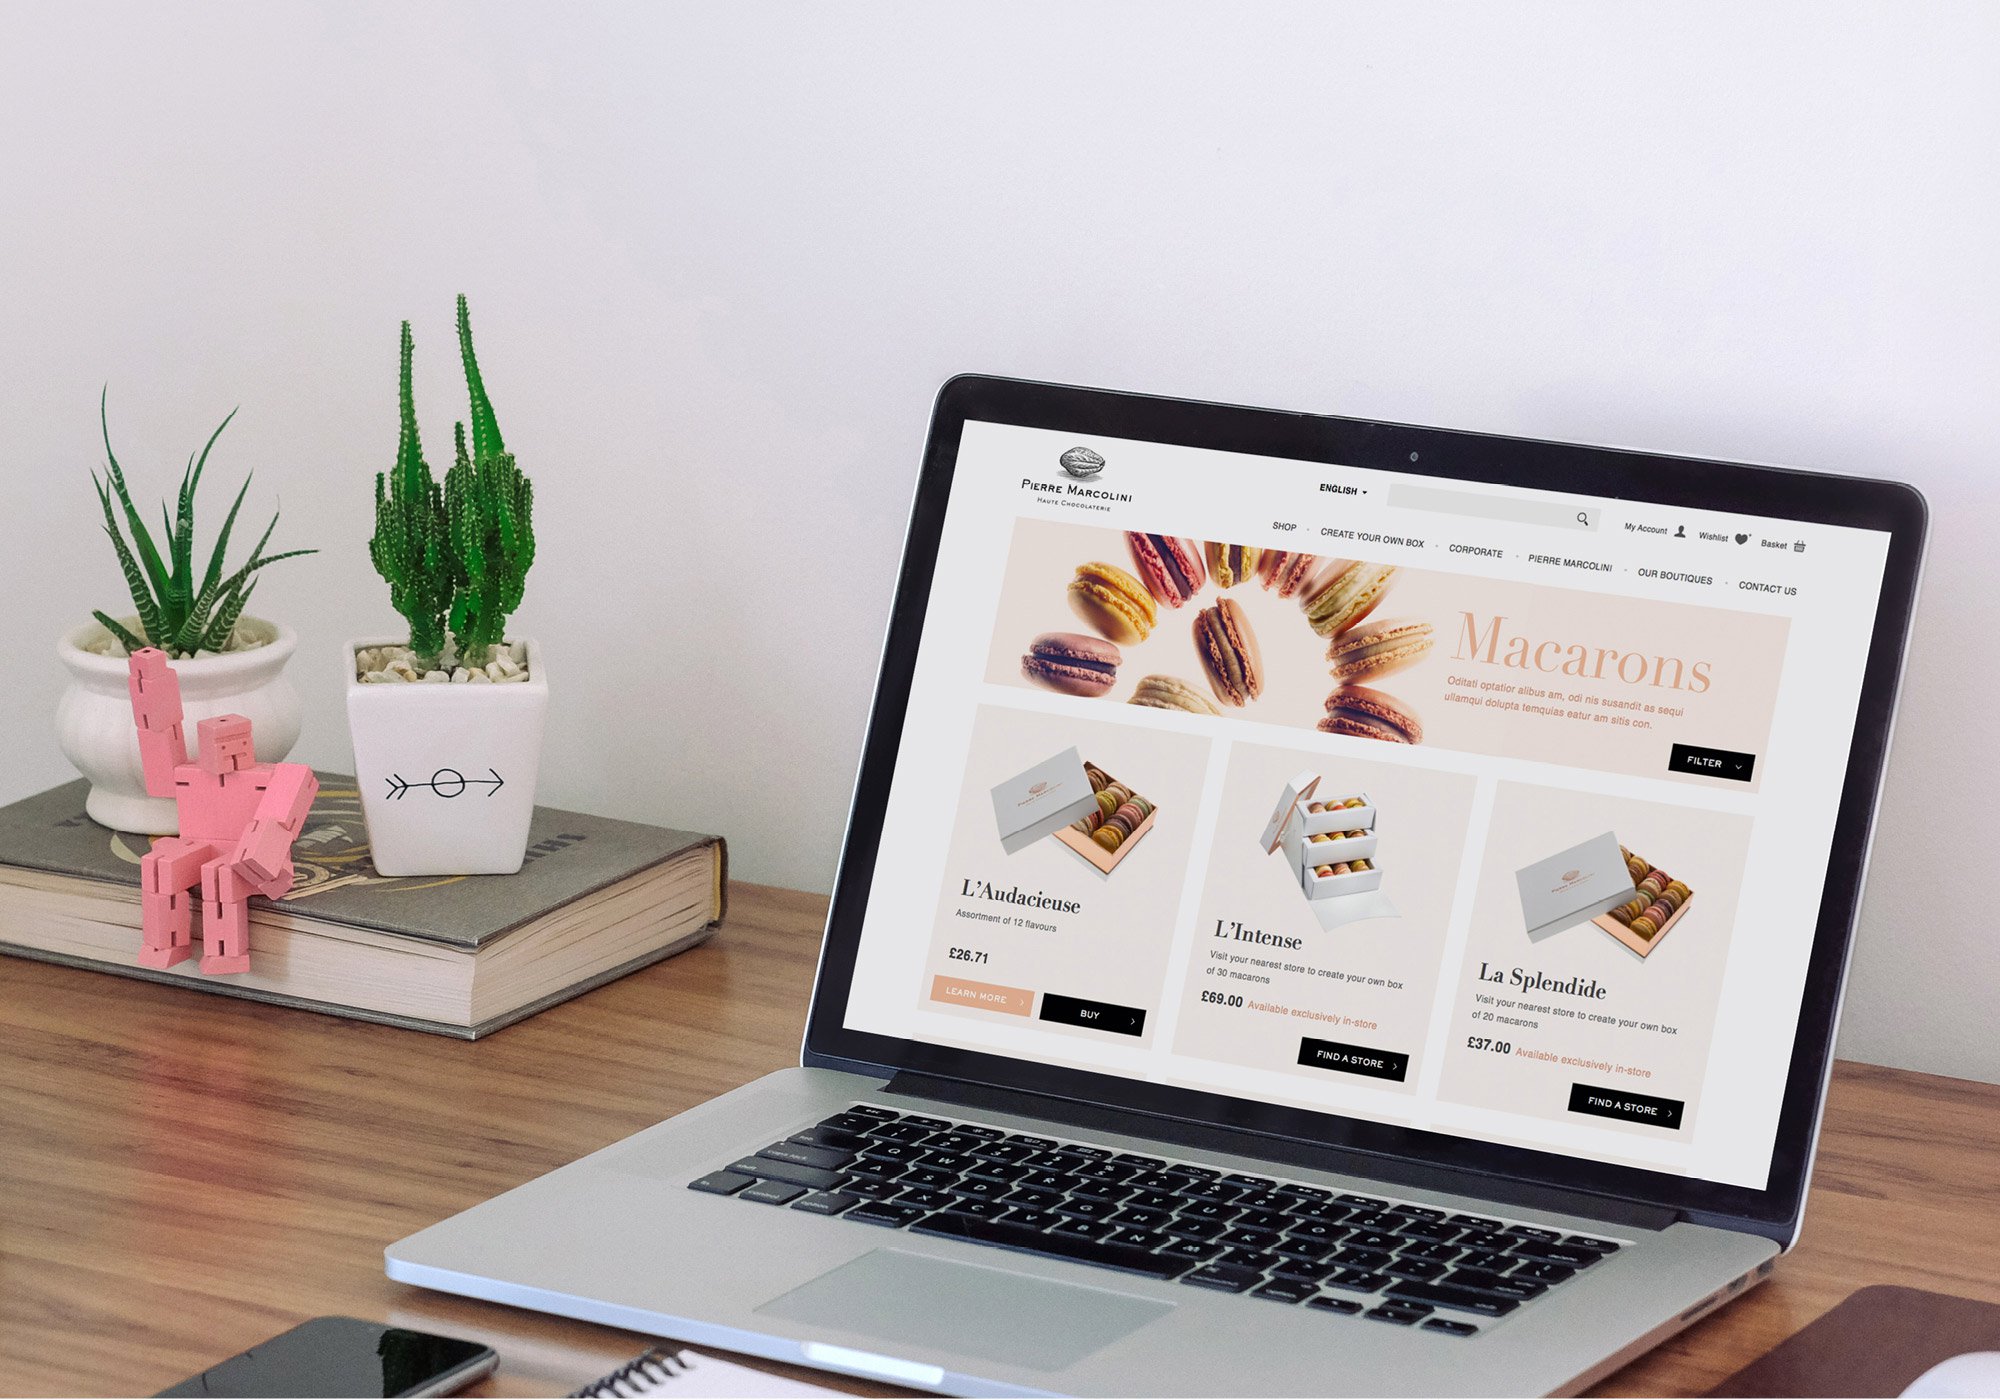 PIERRE MARCOLINI
HAUTE CHOCOLATERIE
ENGLISH
My Account
Wishlist
Basket
SHOP
CREATE YOUR OWN BOX
CORPORATE
PIERRE MARCOLINI
OUR BOUTIQUES
CONTACT US
Macarons
Oditati optatior alibus am, odi nis susandit as sequi
ullamqui dolupta temquias eatur am sitis con.
FILTER
L'Audacieuse
Assortment of 12 flavours
£26.71
LEARN MORE
BUY
L'Intense
Visit your nearest store to create your own box
of 30 macarons
£69.00 Available exclusively in-store
FIND A STORE
La Splendide
Visit your nearest store to create your own box
of 20 macarons
£37.00 Available exclusively in-store
FIND A STORE